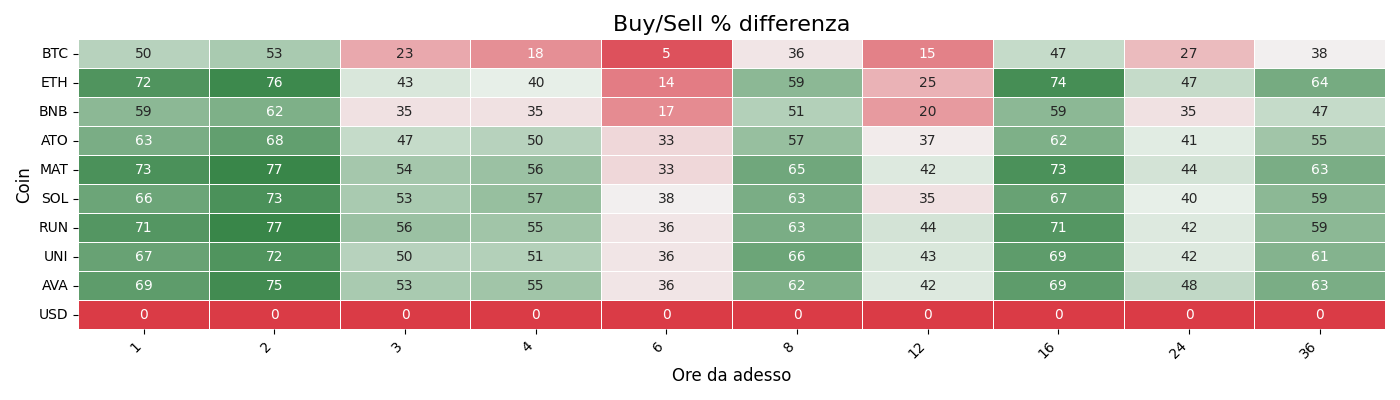 Buy/Sell % differenza
Coin
BTC 50 53 23 18 5 36 15 47 27 38
ETH 72 76 43 40 14 59 25 74 47 64
BNB 59 62 35 35 17 51 20 59 35 47
ATO 63 68 47 50 33 57 37 62 41 55
MAT 73 77 54 56 33 65 42 73 44 63
SOL 66 73 53 57 38 63 35 67 40 59
RUN 71 77 56 55 36 63 44 71 42 59
UNI 67 72 50 51 36 66 43 69 42 61
AVA 69 75 53 55 36 62 42 69 48 63
USD 0 0 0 0 0 0 0 0 0 0
1 2 3 4 6 8 12 16 24 36
Ore da adesso